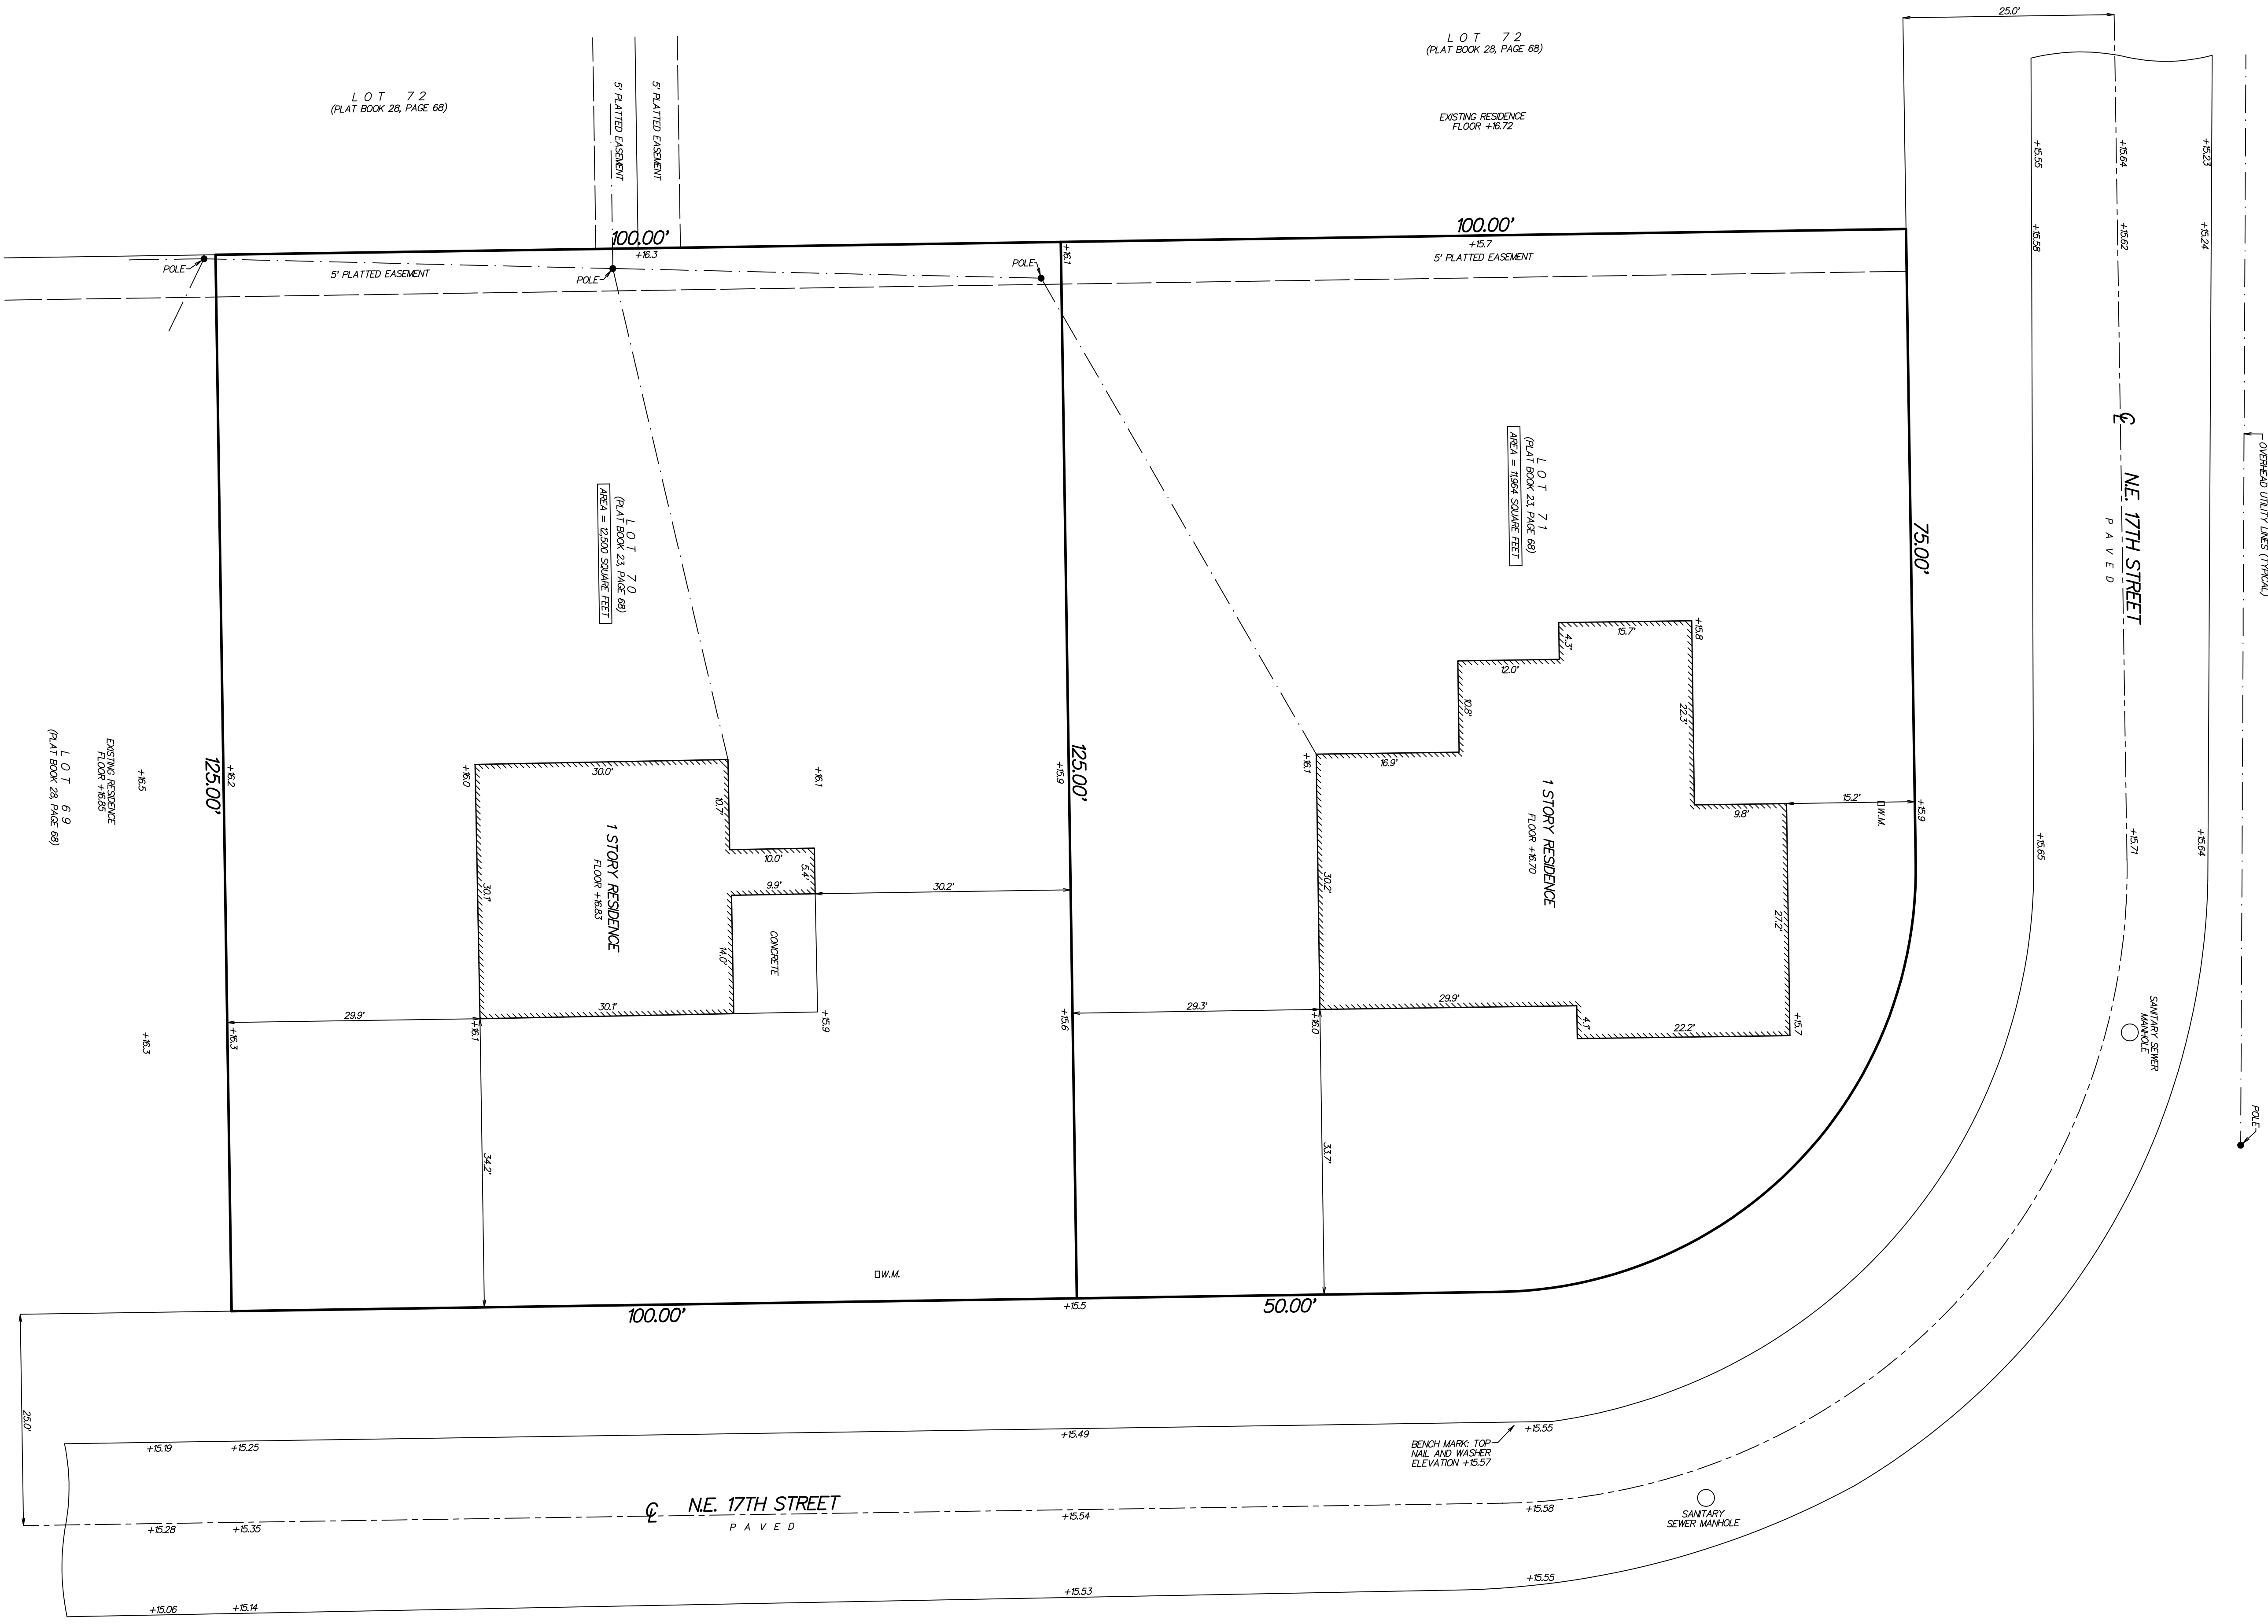 25.0'
L O T 7 2
(PLAT BOOK 28, PAGE 68)
EXISTING RESIDENCE
FLOOR +16.72
L O T 7 2
(PLAT BOOK 28, PAGE 68)
5' PLATTED EASEMENT
5' PLATTED EASEMENT
+15.55
+15.64
+15.23
+15.58
+15.62
+15.24
100.00'
+16.3
100.00'
+15.7
+16.1
POLE
5' PLATTED EASEMENT
POLE
POLE
5' PLATTED EASEMENT
OVERHEAD UTILITY LINES (TYPICAL)
℄
N.E. 17TH STREET
P A V E D
75.00'
L O T 7 1
(PLAT BOOK 23, PAGE 68)
AREA = 11,964 SQUARE FEET
L O T 7 0
(PLAT BOOK 23, PAGE 68)
AREA = 12,500 SQUARE FEET
15.7'
+15.8
4.3'
12.0'
10.8'
22.3'
16.9'
+16.1
9.8'
15.2'
W.M.
+15.9
1 STORY RESIDENCE
FLOOR +16.70
30.2'
27.2'
29.9'
4.1'
22.2'
+15.7
+16.0
29.3'
33.7'
L O T 6 9
(PLAT BOOK 28, PAGE 68)
EXISTING RESIDENCE
FLOOR +16.85
+16.5
+16.3
125.00'
+16.2
+16.0
30.0'
10.7'
+16.1
10.0'
5.4'
9.9'
14.0'
CONCRETE
30.2'
1 STORY RESIDENCE
FLOOR +16.83
30.1'
30.1'
+16.1
+15.9
29.9'
+16.3
34.2'
+15.9
125.00'
+15.6
+15.65
+15.71
+15.64
SANITARY SEWER
MANHOLE
POLE
W.M.
+15.5
100.00'
50.00'
25.0'
+15.19
+15.25
+15.49
+15.55
BENCH MARK: TOP
NAIL AND WASHER
ELEVATION +15.57
℄
N.E. 17TH STREET
P A V E D
+15.28
+15.35
+15.54
+15.58
SANITARY
SEWER MANHOLE
+15.06
+15.14
+15.53
+15.55